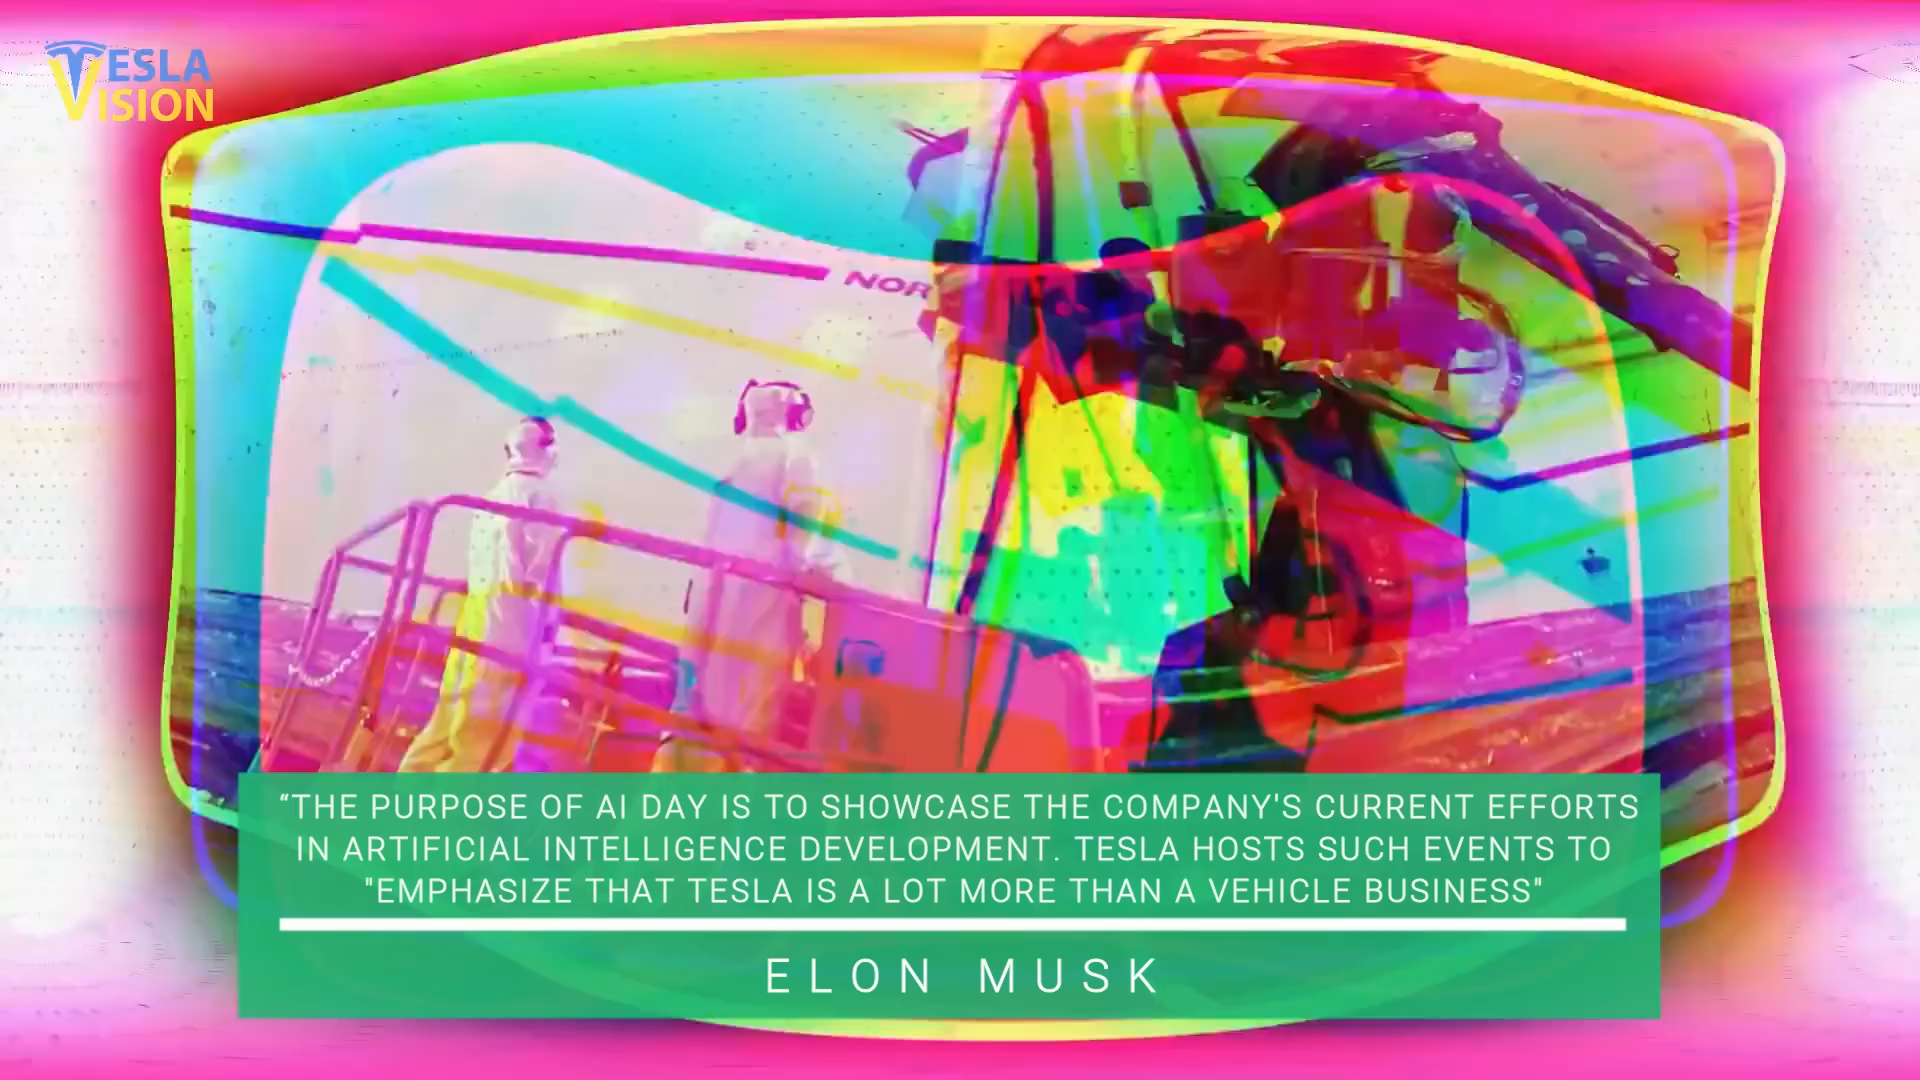 TESLA
VISION
NOR
“THE PURPOSE OF AI DAY IS TO SHOWCASE THE COMPANY'S CURRENT EFFORTS
IN ARTIFICIAL INTELLIGENCE DEVELOPMENT. TESLA HOSTS SUCH EVENTS TO
"EMPHASIZE THAT TESLA IS A LOT MORE THAN A VEHICLE BUSINESS"
ELON MUSK